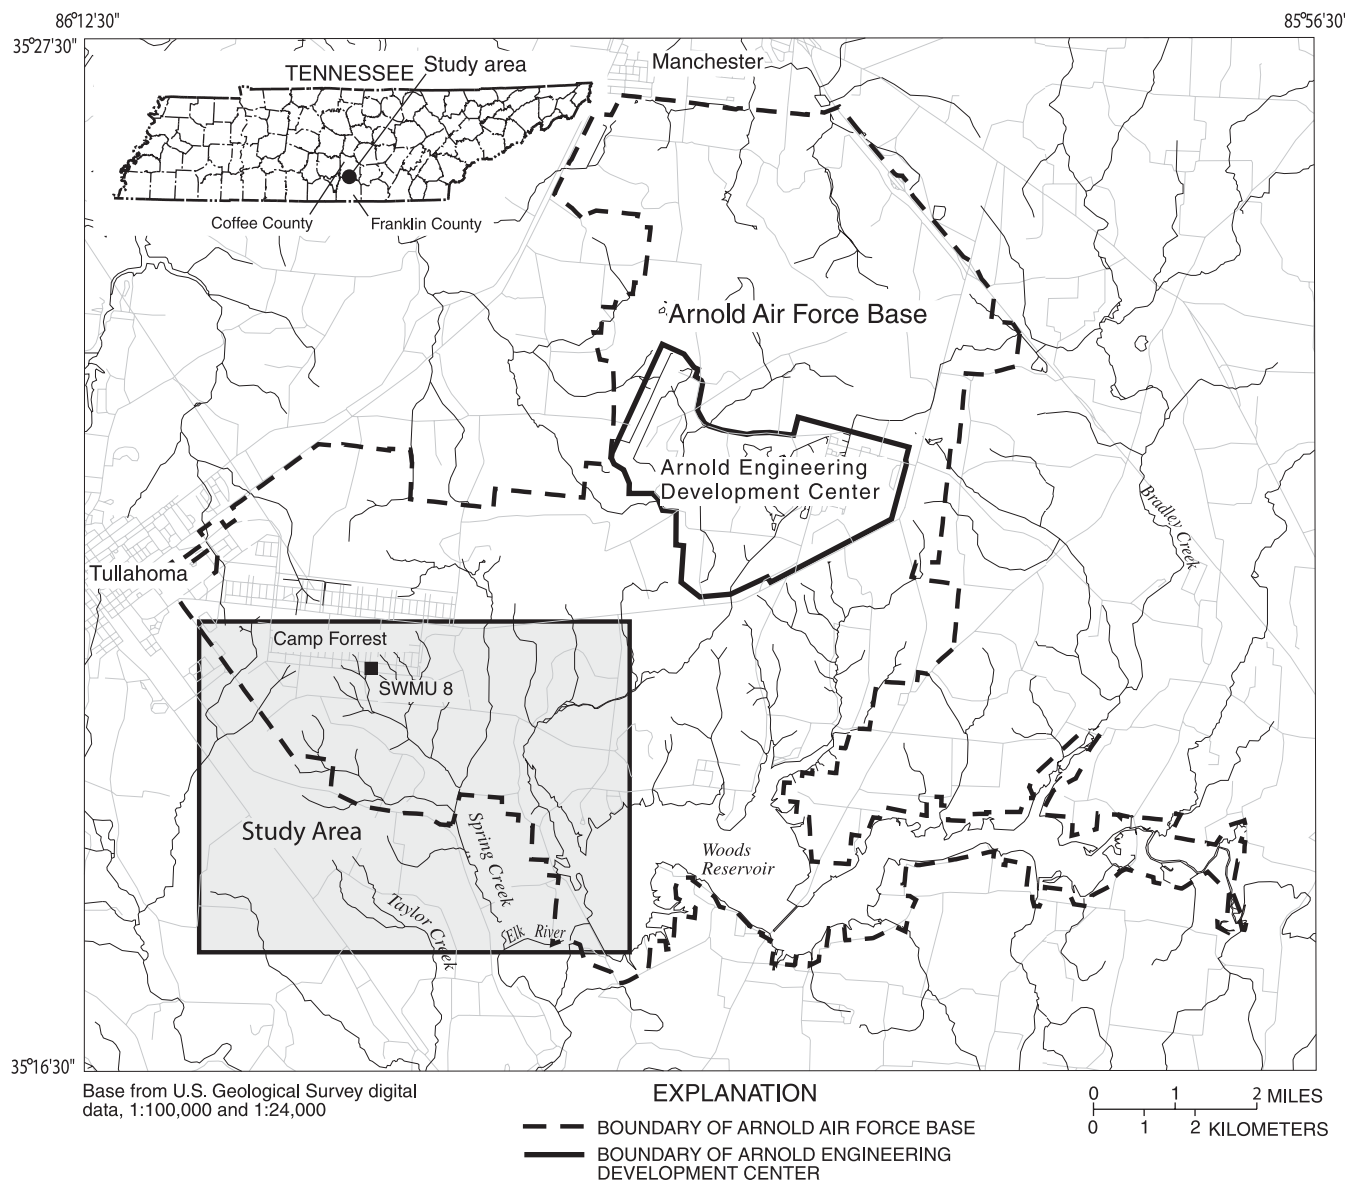 86°12'30"
85°56'30"
35°27'30"
Manchester
TENNESSEE
Study area
Coffee County
Franklin County
Arnold Air Force Base
Arnold Engineering
Development Center
Bradley Creek
Tullahoma
Camp Forrest
SWMU 8
Study Area
Spring Creek
Taylor Creek
Elk River
Woods
Reservoir
35°16'30"
Base from U.S. Geological Survey digital
data, 1:100,000 and 1:24,000
EXPLANATION
BOUNDARY OF ARNOLD AIR FORCE BASE
BOUNDARY OF ARNOLD ENGINEERING
DEVELOPMENT CENTER
0 1 2 MILES
0 1 2 KILOMETERS